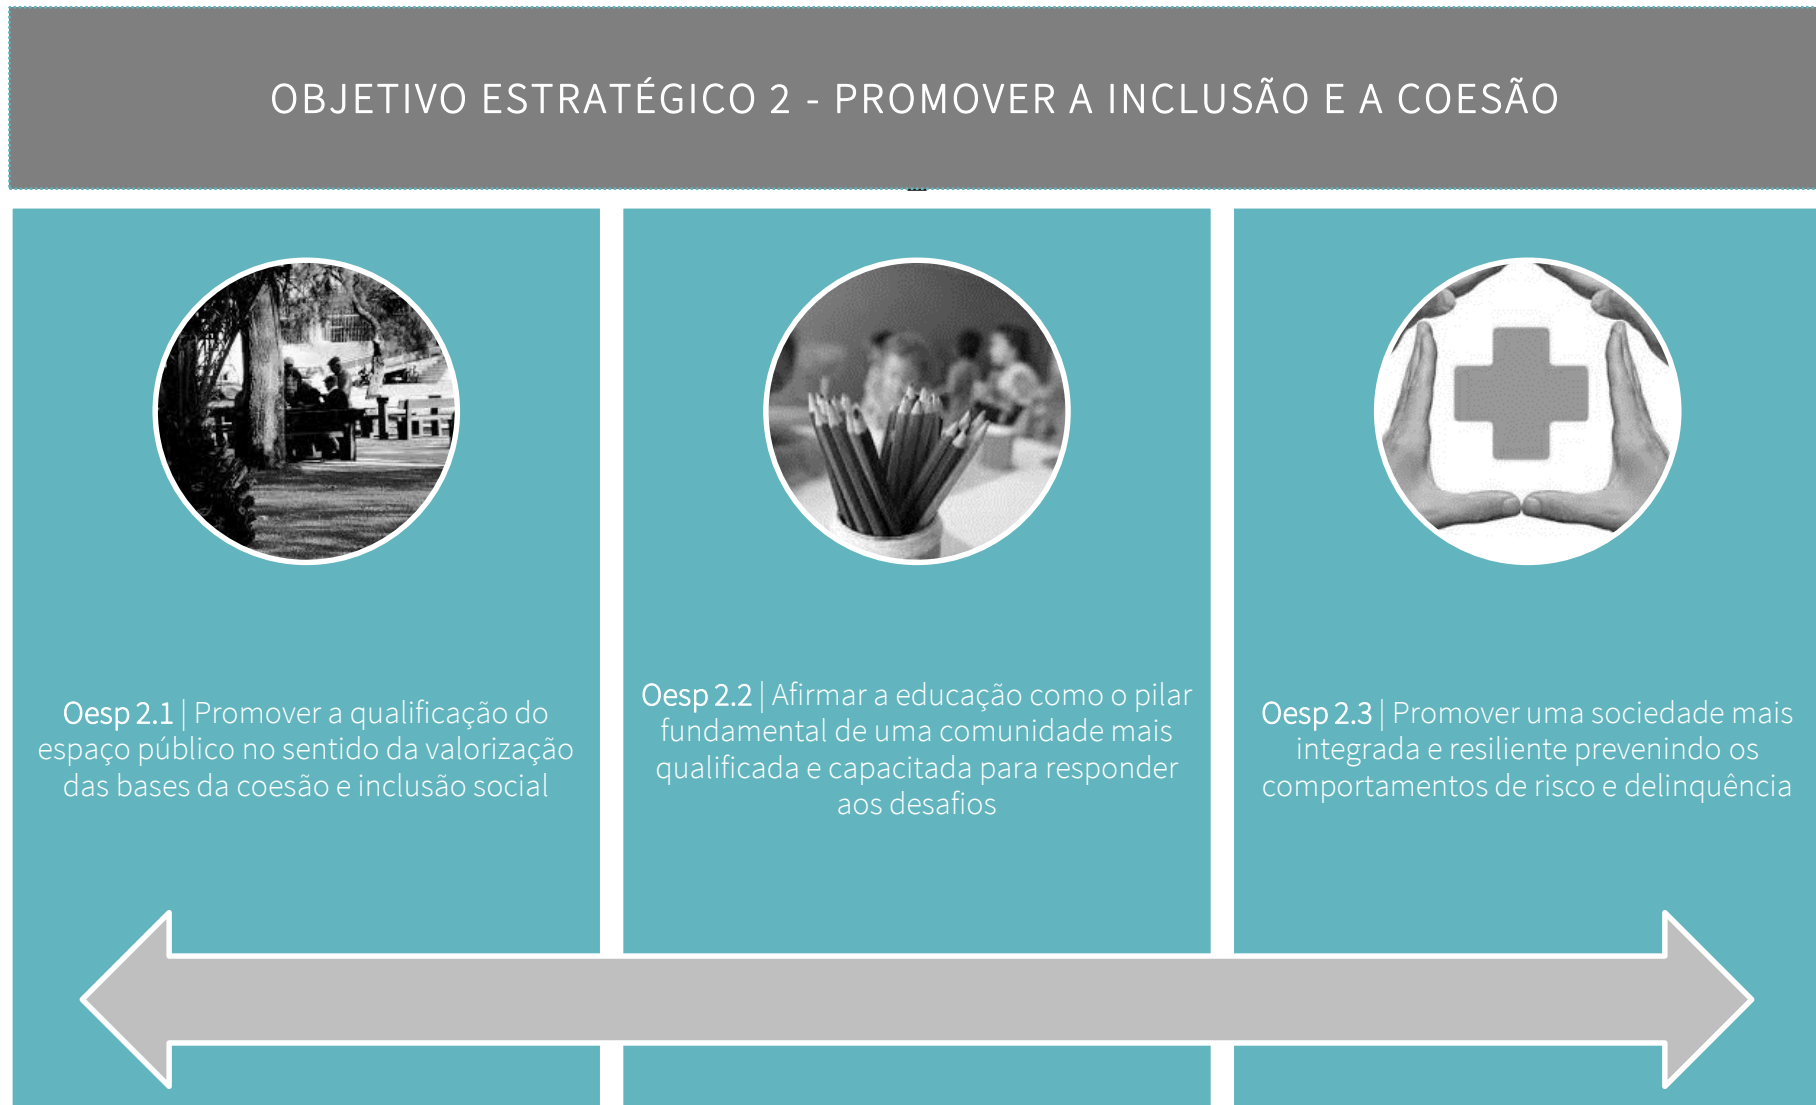 OBJETIVO ESTRATÉGICO 2 - PROMOVER A INCLUSÃO E A COESÃO
Oesp 2.1 | Promover a qualificação do
espaço público no sentido da valorização
das bases da coesão e inclusão social
Oesp 2.2 | Afirmar a educação como o pilar
fundamental de uma comunidade mais
qualificada e capacitada para responder
aos desafios
Oesp 2.3 | Promover uma sociedade mais
integrada e resiliente prevenindo os
comportamentos de risco e delinquência